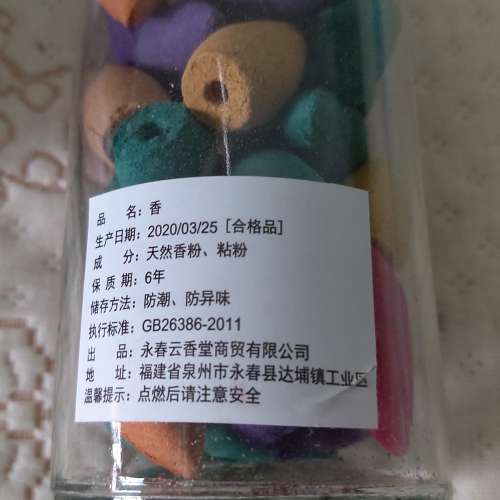 品 名：香
生产日期：2020/03/25［合格品］
成 分：天然香粉、粘粉
保 质 期：6年
储存方法：防潮、防异味
执行标准：GB26386-2011
出 品：永春云香堂商贸有限公司
地 址：福建省泉州市永春县达埔镇工业区
温馨提示：点燃后请注意安全